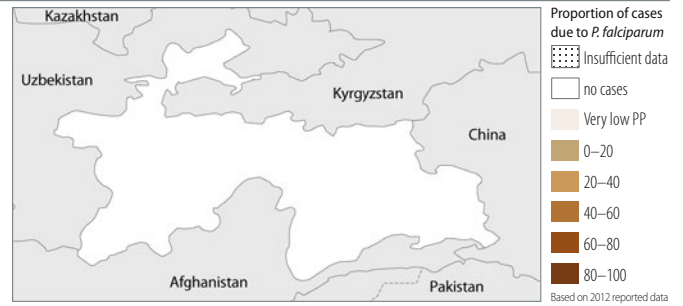 Kazakhstan
Uzbekistan
Kyrgyzstan
China
Afghanistan
Pakistan
Proportion of cases
due to P. falciparum
Insufficient data
no cases
Very low PP
0–20
20–40
40–60
60–80
80–100
Based on 2012 reported data